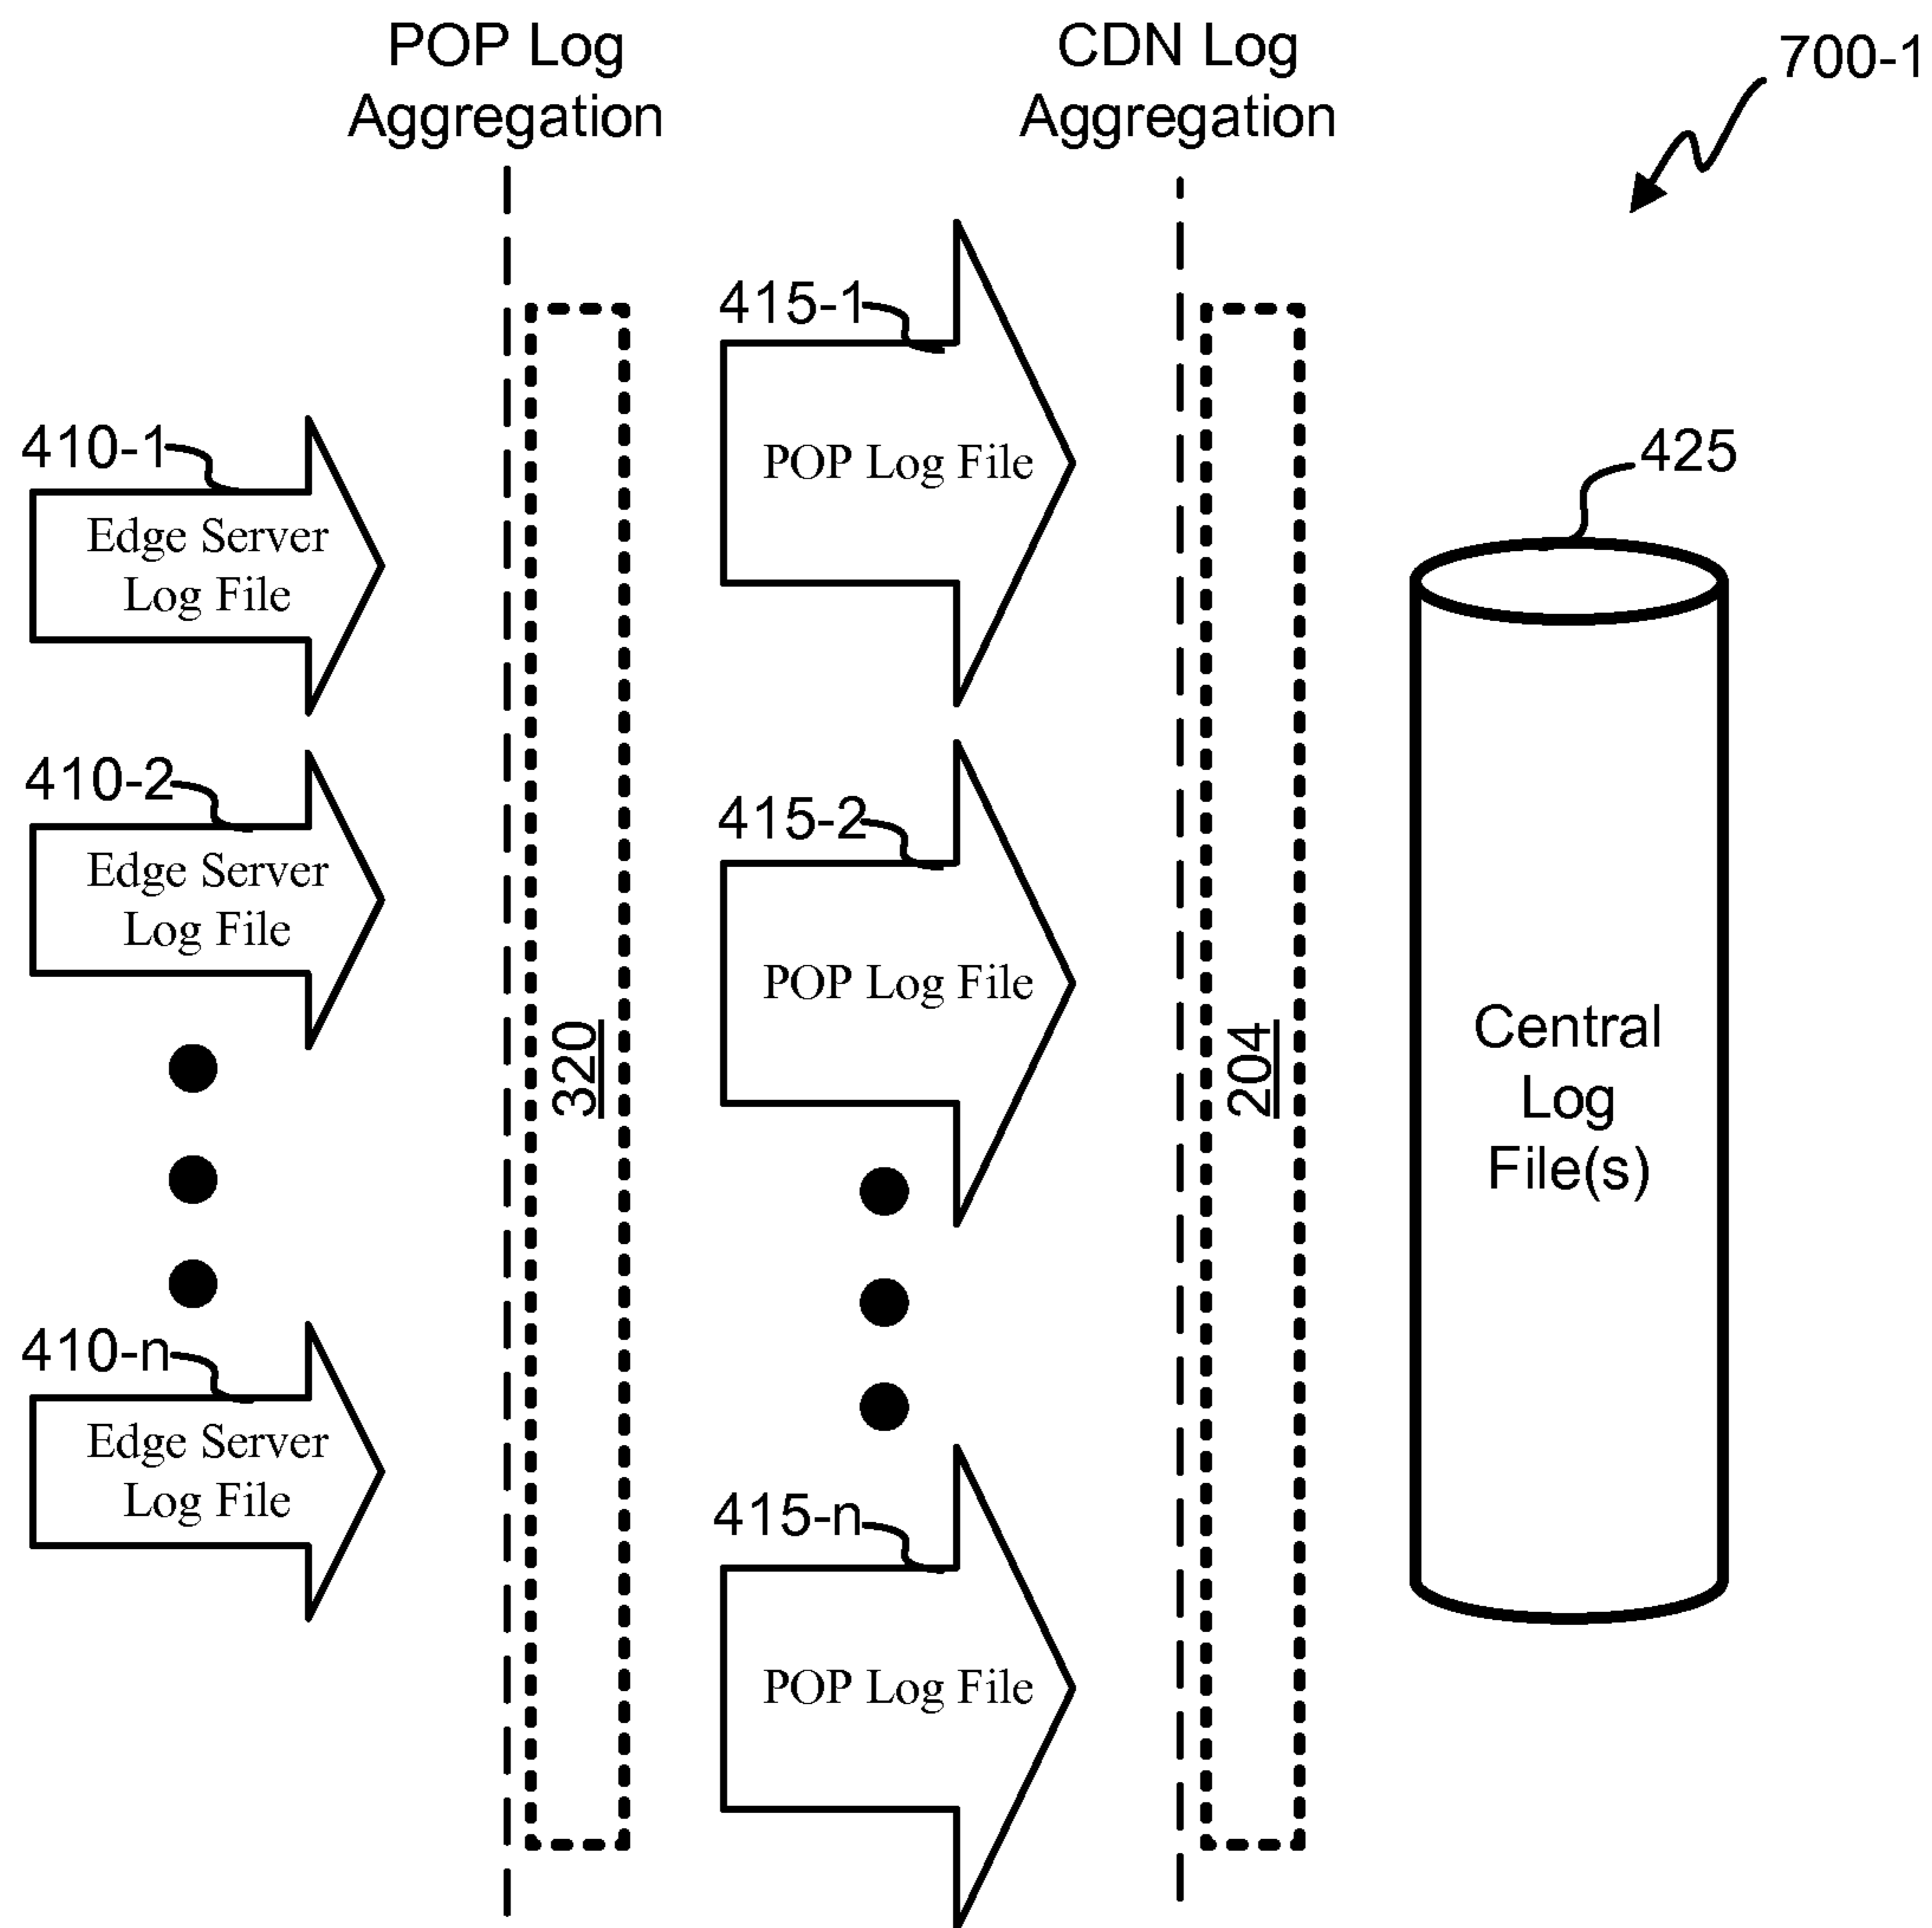 POP Log
Aggregation
CDN Log
Aggregation
700-1
410-1
Edge Server
Log File
410-2
Edge Server
Log File
410-n
Edge Server
Log File
320
415-1
POP Log File
415-2
POP Log File
415-n
POP Log File
204
425
Central
Log
File(s)